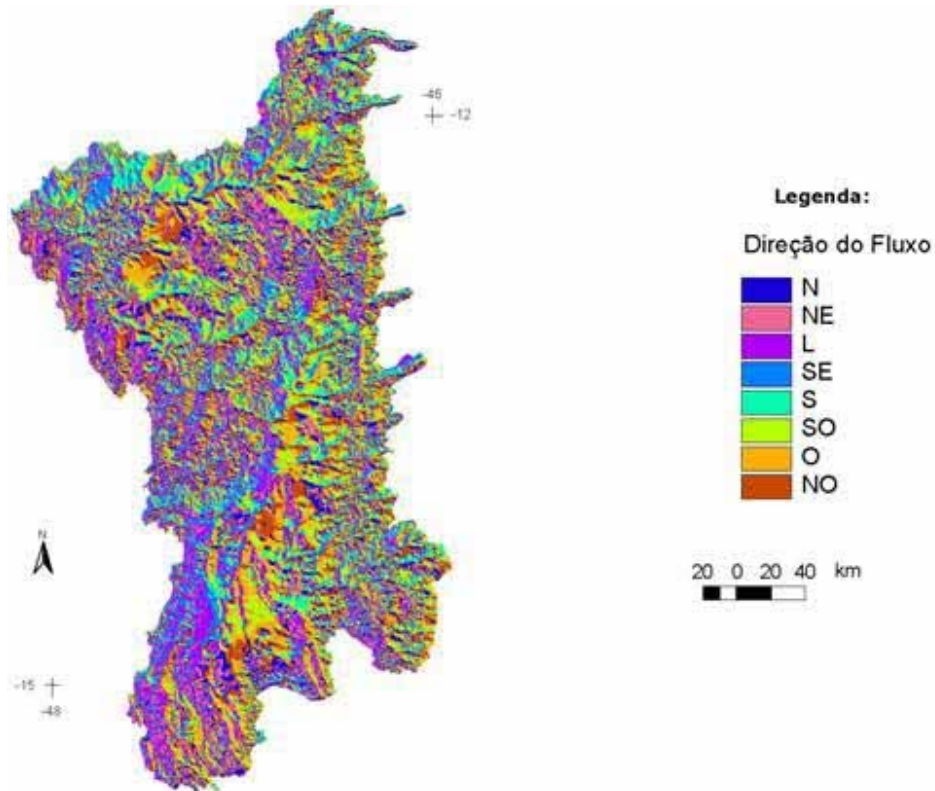 -46
-12
Legenda:
Direção do Fluxo
N
NE
L
SE
S
SO
O
NO
N
20 0 20 40 km
-15
-48